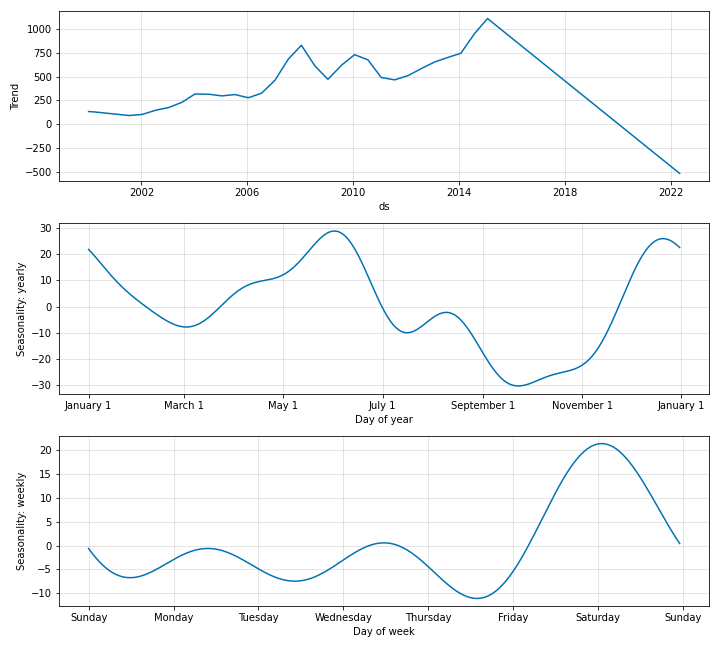 1000
750
500
250
0
−250
−500
Trend
2002 2006 2010 2014 2018 2022
ds
30
20
10
0
−10
−20
−30
Seasonality: yearly
January 1 March 1 May 1 July 1 September 1 November 1 January 1
Day of year
20
15
10
5
0
−5
−10
Seasonality: weekly
Sunday Monday Tuesday Wednesday Thursday Friday Saturday Sunday
Day of week